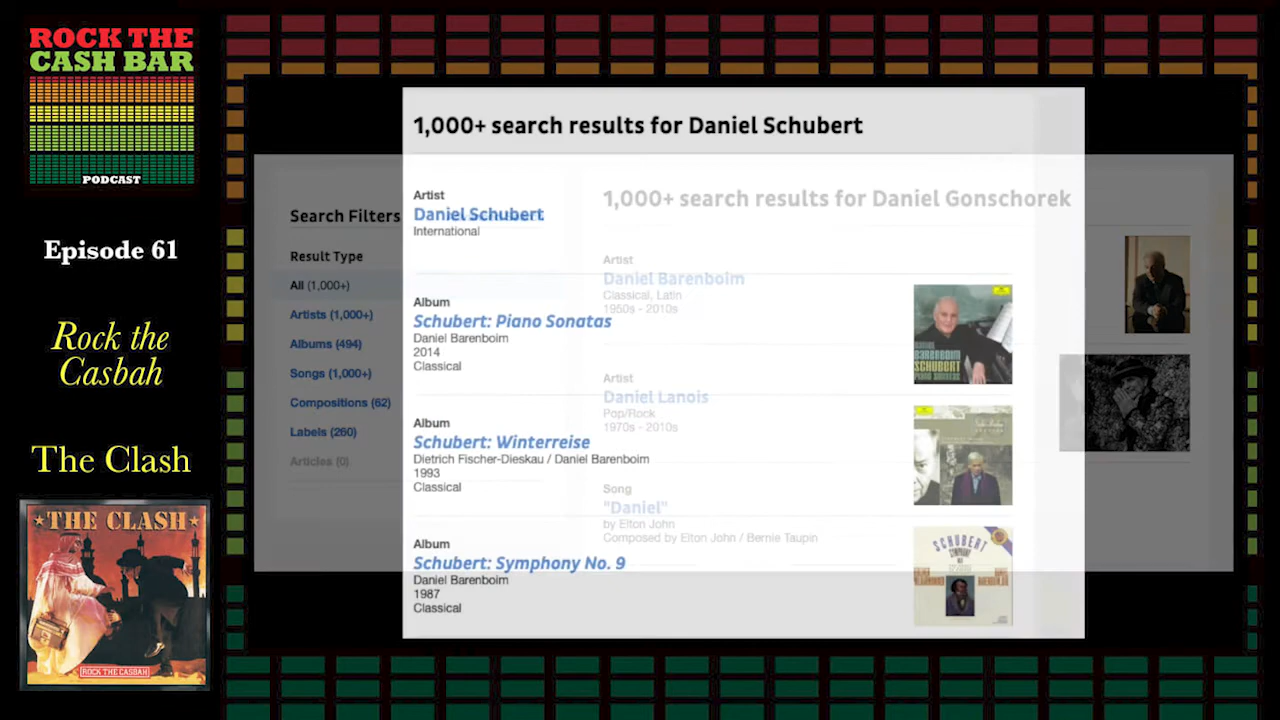 ROCK THE
CASH BAR
PODCAST
Episode 61
Rock the
Casbah
The Clash
★THE CLASH★
ROCK THE CASBAH
1,000+ search results for Daniel Schubert
Artist
Daniel Schubert
International
Album
Schubert: Piano Sonatas
Daniel Barenboim
2014
Classical
Album
Schubert: Winterreise
Dietrich Fischer-Dieskau / Daniel Barenboim
1993
Classical
Album
Schubert: Symphony No. 9
Daniel Barenboim
1987
Classical
Search Filters
Result Type
All (1,000+)
Artists (1,000+)
Albums (494)
Songs (1,000+)
Compositions (62)
Labels (260)
Articles (0)
1,000+ search results for Daniel Gonschorek
Artist
Daniel Barenboim
Classical, Latin
1950s - 2010s
Artist
Daniel Lanois
Pop/Rock
1970s - 2010s
Song
"Daniel"
by Elton John
Composed by Elton John / Bernie Taupin
BARENBOIM
SCHUBERT
PIANO SONATAS
SCHUBERT